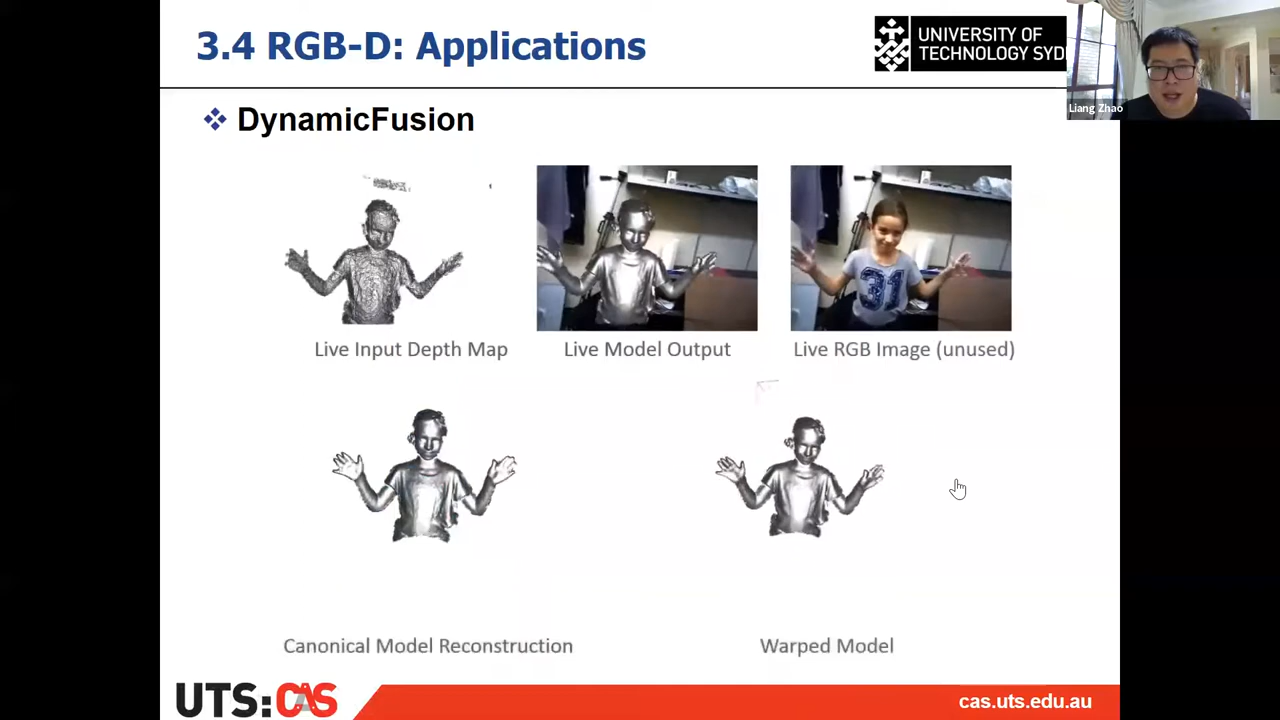 3.4 RGB-D: Applications
UNIVERSITY OF
TECHNOLOGY SYD
Liang Zhao
DynamicFusion
31
Live Input Depth Map
Live Model Output
Live RGB Image (unused)
Canonical Model Reconstruction
Warped Model
UTS:CAS
cas.uts.edu.au